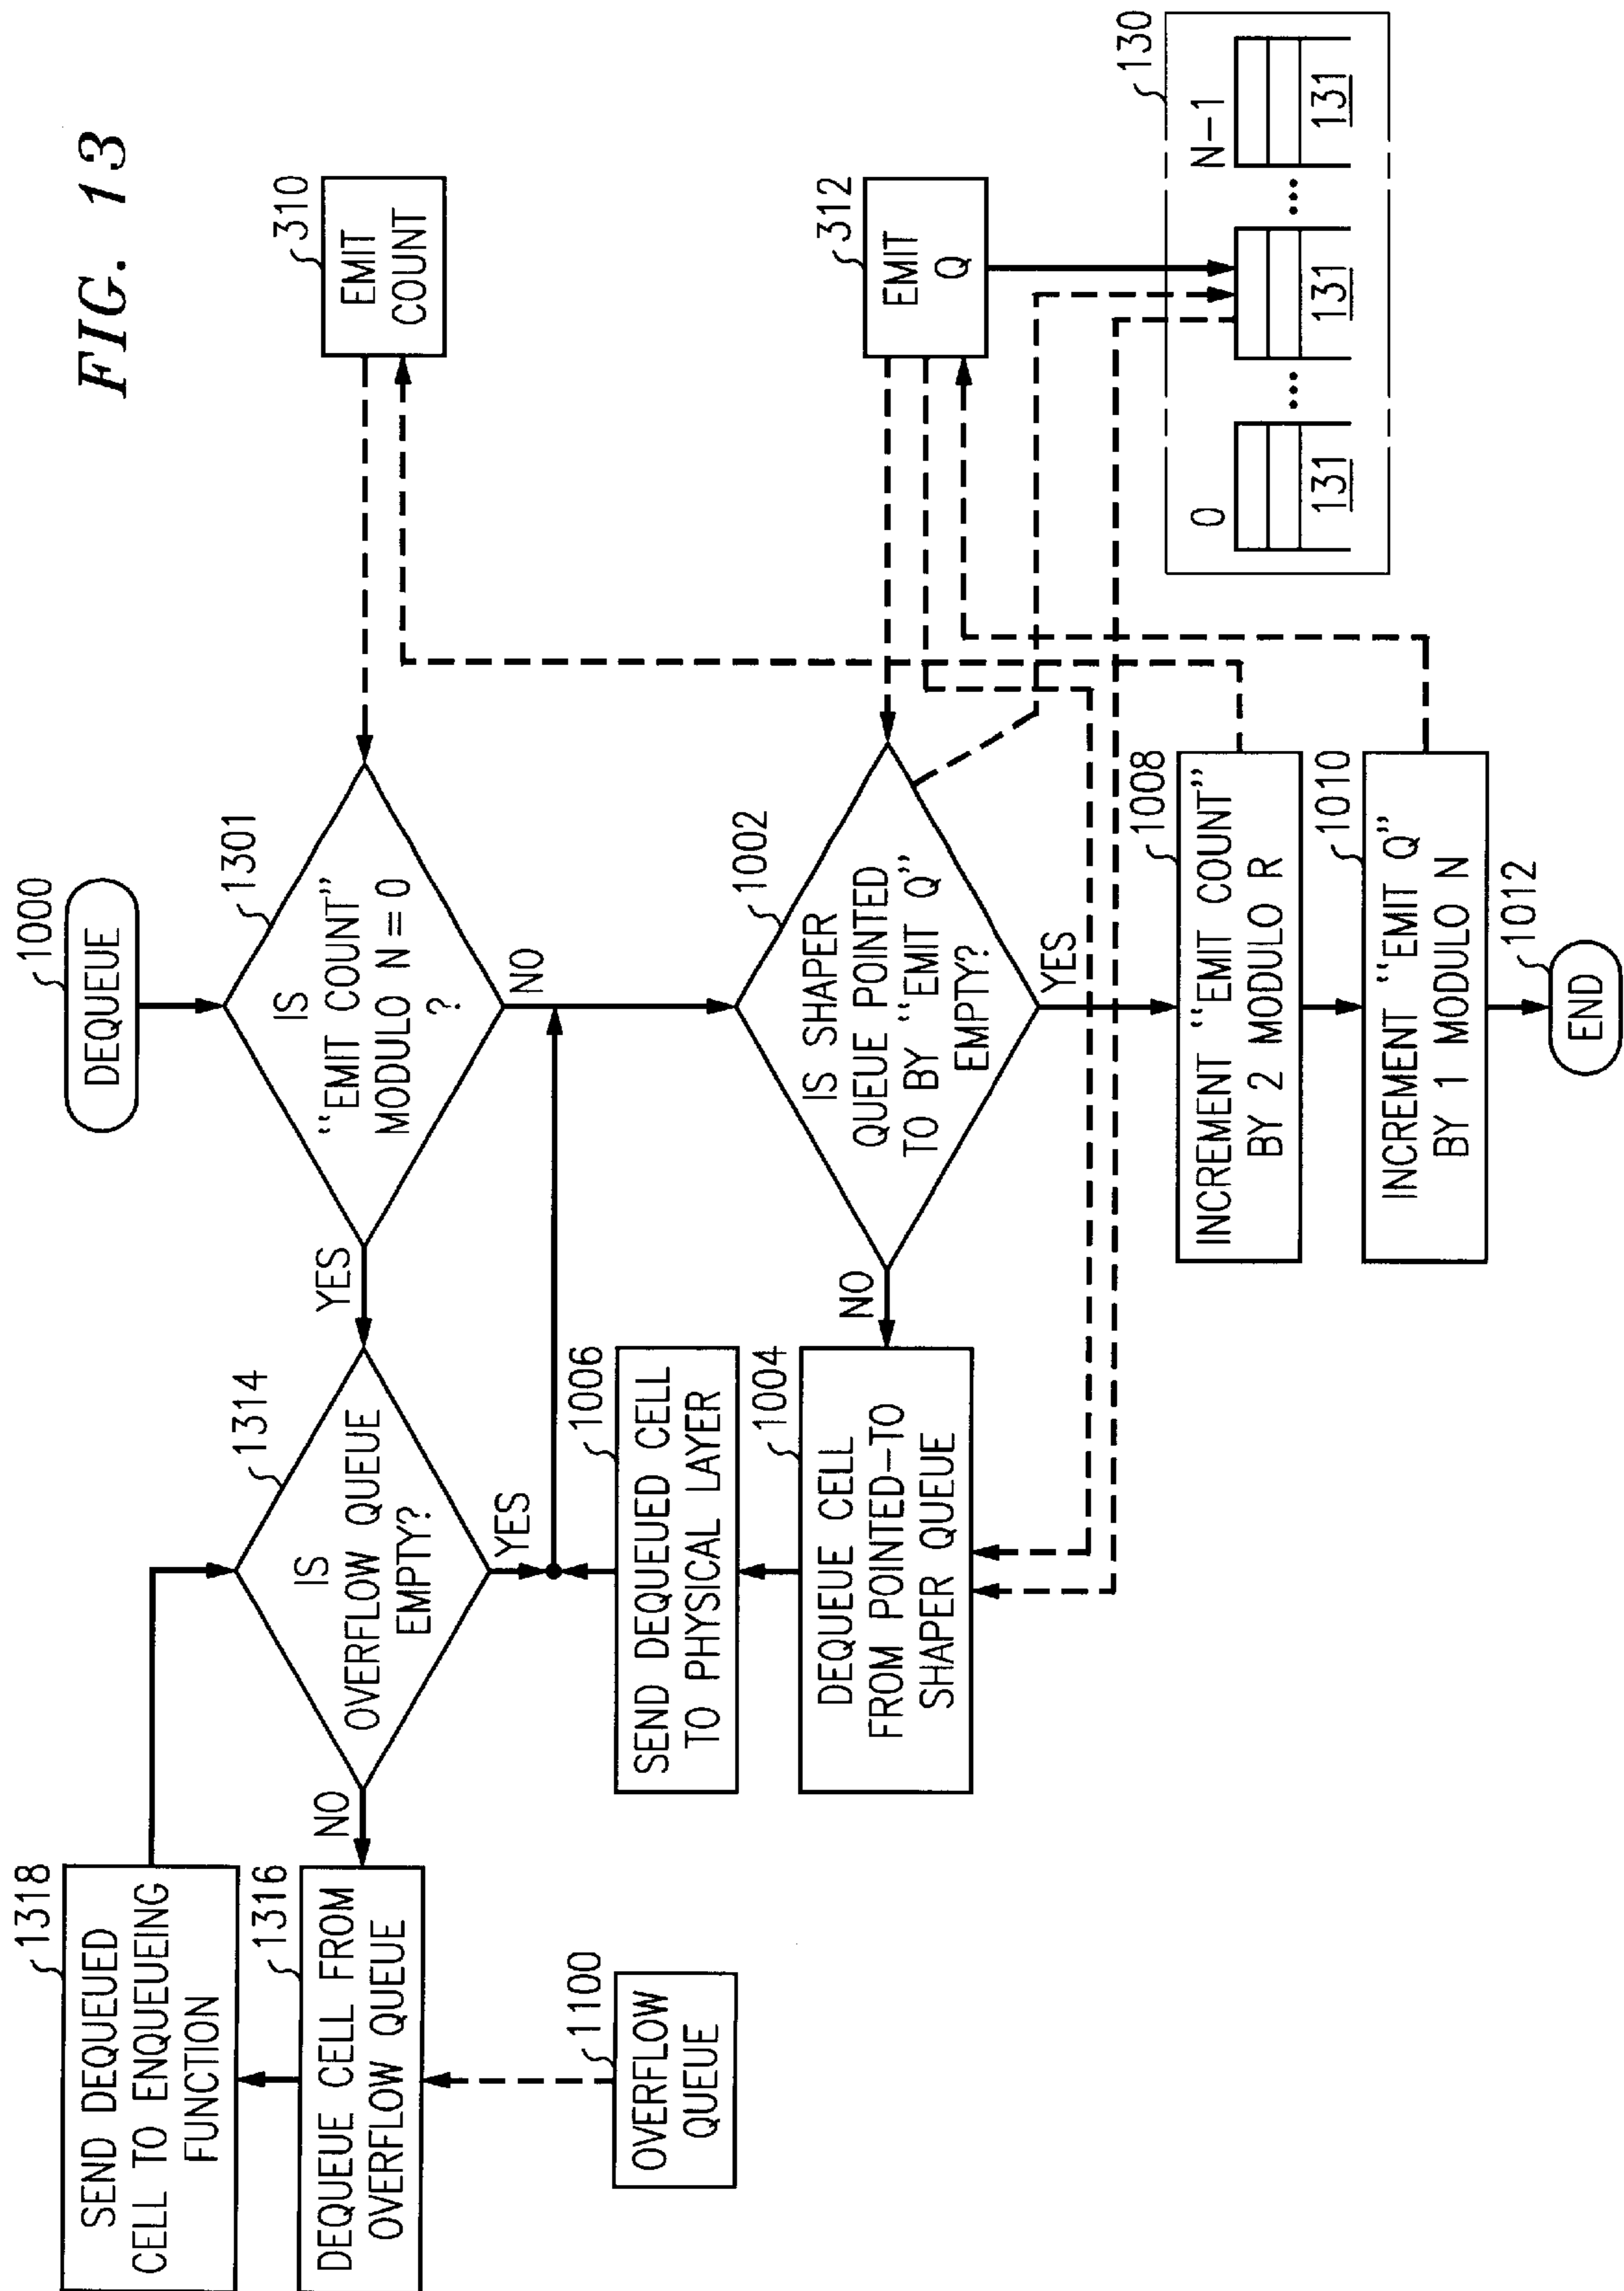 FIG. 13
1000
DEQUEUE
1301
IS
"EMIT COUNT"
MODULO N = 0
?
YES
NO
310
EMIT
COUNT
1314
IS
OVERFLOW QUEUE
EMPTY?
NO
YES
1318
SEND DEQUEUED
CELL TO ENQUEUEING
FUNCTION
1316
DEQUEUE CELL FROM
OVERFLOW QUEUE
1100
OVERFLOW
QUEUE
1006
SEND DEQUEUED CELL
TO PHYSICAL LAYER
1004
DEQUEUE CELL
FROM POINTED-TO
SHAPER QUEUE
1002
IS SHAPER
QUEUE POINTED
TO BY "EMIT Q"
EMPTY?
NO
YES
312
EMIT
Q
1008
INCREMENT "EMIT COUNT"
BY 2 MODULO R
1010
INCREMENT "EMIT Q"
BY 1 MODULO N
1012
END
130
0
N-1
131
...
131
...
131